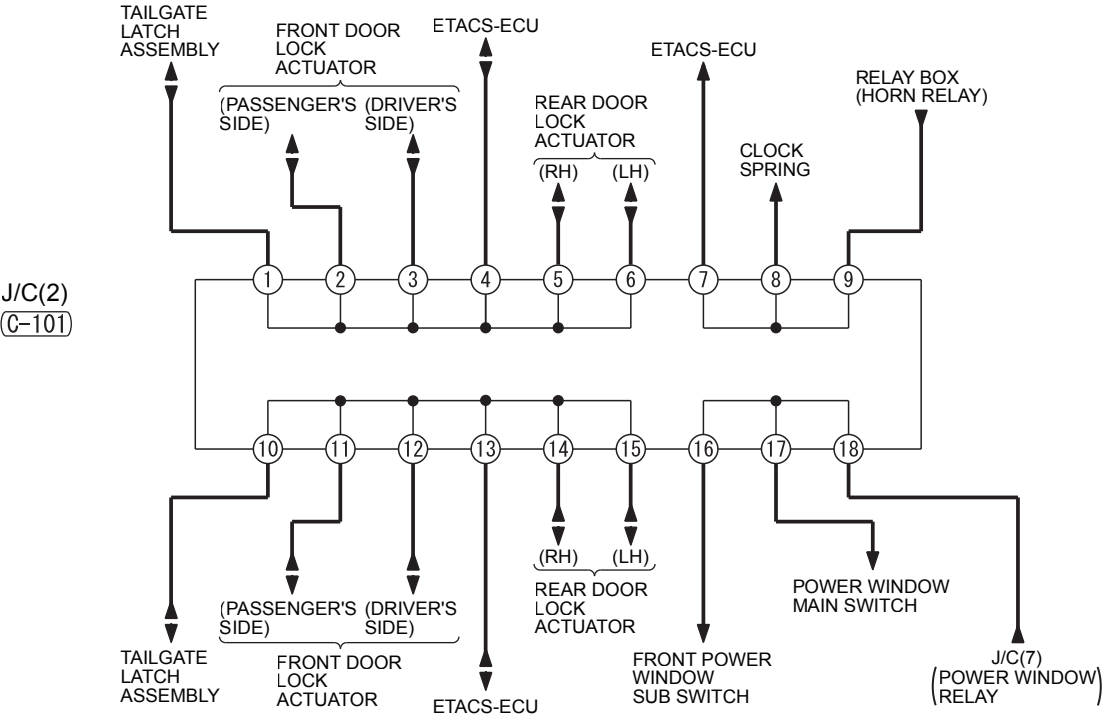 TAILGATE
LATCH
ASSEMBLY
FRONT DOOR
LOCK
ACTUATOR
(PASSENGER'S
SIDE)
(DRIVER'S
SIDE)
ETACS-ECU
REAR DOOR
LOCK
ACTUATOR
(RH) (LH)
ETACS-ECU
CLOCK
SPRING
RELAY BOX
(HORN RELAY)
1 2 3 4 5 6 7 8 9
J/C(2)
C-101
10 11 12 13 14 15 16 17 18
TAILGATE
LATCH
ASSEMBLY
(PASSENGER'S
SIDE)
(DRIVER'S
SIDE)
FRONT DOOR
LOCK
ACTUATOR
ETACS-ECU
(RH) (LH)
REAR DOOR
LOCK
ACTUATOR
FRONT POWER
WINDOW
SUB SWITCH
POWER WINDOW
MAIN SWITCH
J/C(7)
(POWER WINDOW
RELAY)